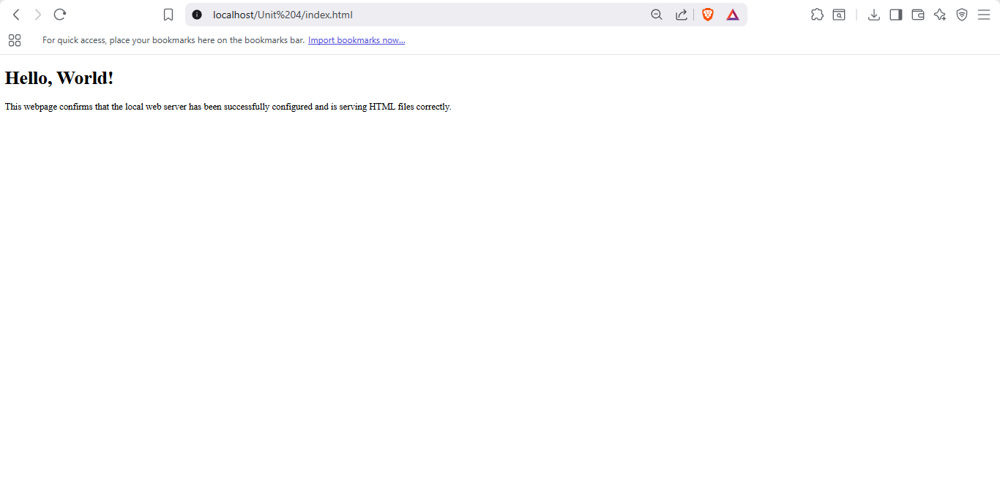 localhost/Unit%204/index.html
For quick access, place your bookmarks here on the bookmarks bar. Import bookmarks now...
Hello, World!
This webpage confirms that the local web server has been successfully configured and is serving HTML files correctly.